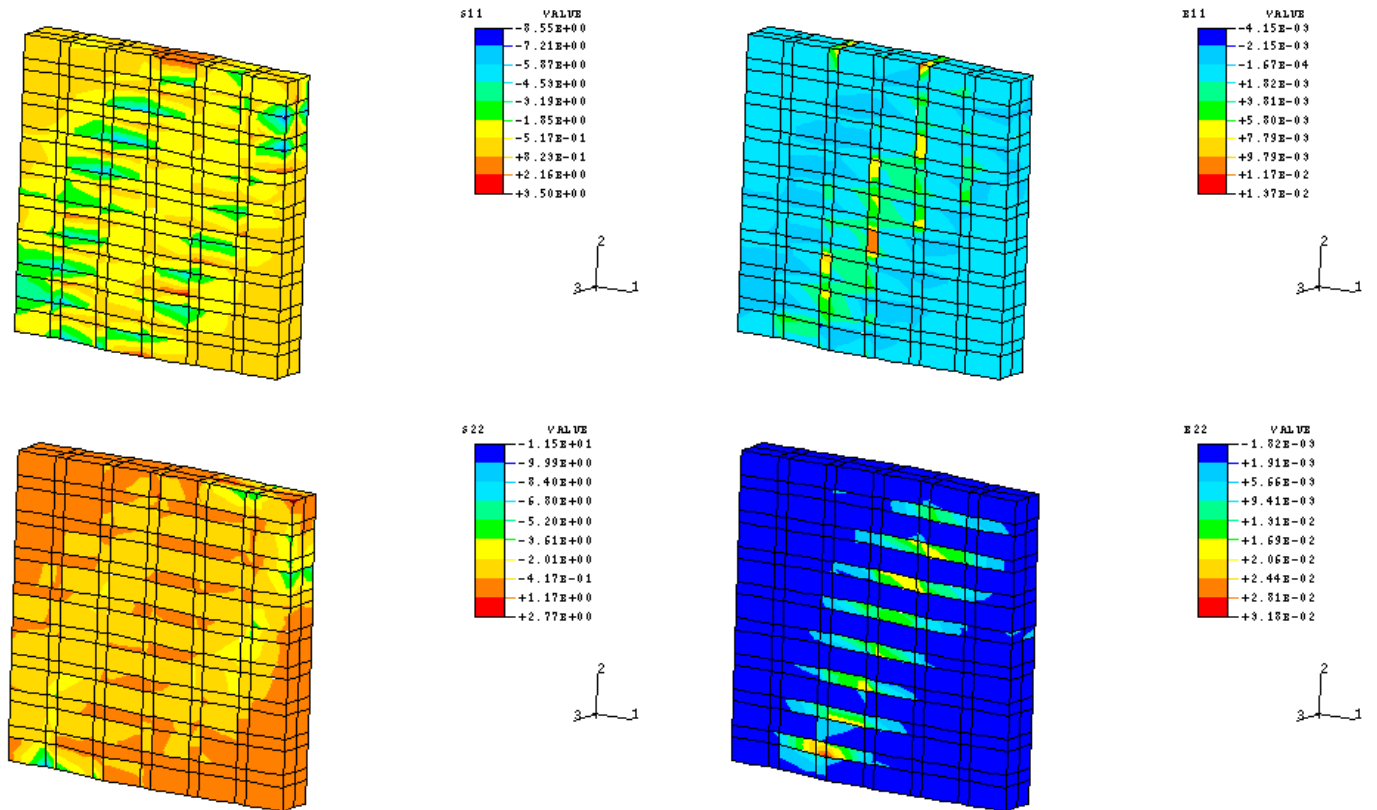 S11 VALUE
-8.55E+00
-7.21E+00
-5.87E+00
-4.53E+00
-3.19E+00
-1.85E+00
-5.17E-01
+8.23E-01
+2.16E+00
+3.50E+00
2
3
1
E11 VALUE
-4.15E-03
-2.15E-03
-1.67E-04
+1.82E-03
+3.81E-03
+5.80E-03
+7.79E-03
+9.79E-03
+1.17E-02
+1.37E-02
2
3
1
S22 VALUE
-1.15E+01
-9.99E+00
-8.40E+00
-6.80E+00
-5.20E+00
-3.61E+00
-2.01E+00
-4.17E-01
+1.17E+00
+2.77E+00
2
3
1
E22 VALUE
-1.82E-03
+1.91E-03
+5.66E-03
+9.41E-03
+1.31E-02
+1.69E-02
+2.06E-02
+2.44E-02
+2.81E-02
+3.18E-02
2
3
1